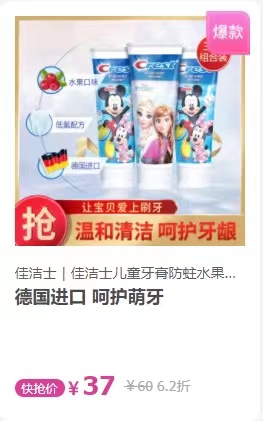 爆款
Crest
Crest
Crest
组合装
水果口味
低氟配方
德国进口
让宝贝爱上刷牙
抢
温和清洁 呵护牙龈
佳洁士 | 佳洁士儿童牙膏防蛀水果...
德国进口 呵护萌牙
快抢价 ¥37 ¥60 6.2折